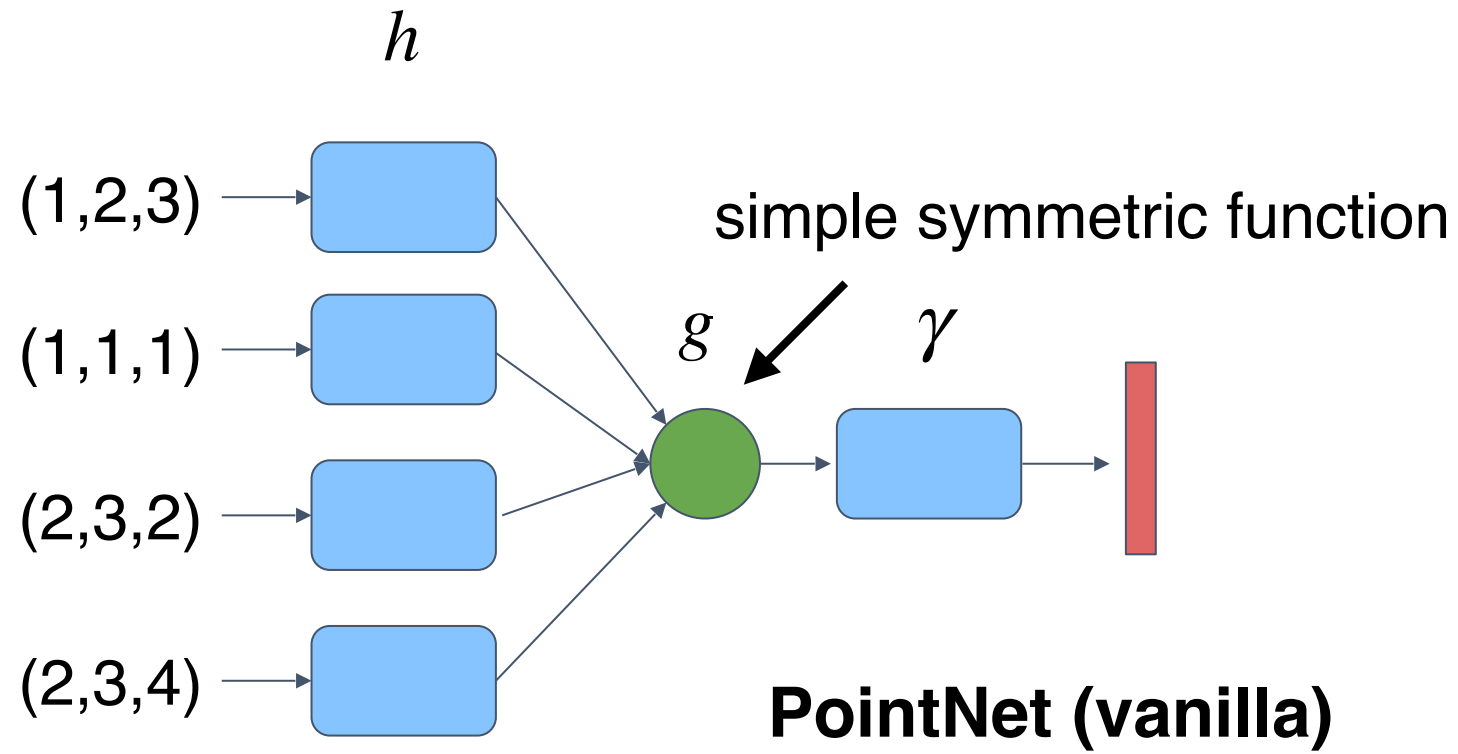 h
(1,2,3)
simple symmetric function
g
γ
(1,1,1)
(2,3,2)
(2,3,4)
PointNet (vanilla)